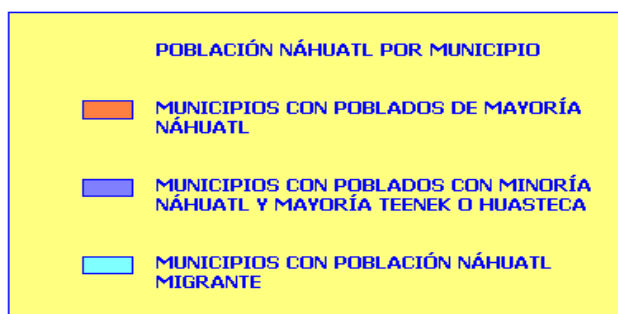 POBLACIÓN NÁHUATL POR MUNICIPIO
MUNICIPIOS CON POBLADOS DE MAYORÍA
NÁHUATL
MUNICIPIOS CON POBLADOS CON MINORÍA
NÁHUATL Y MAYORÍA TEENEK O HUASTECA
MUNICIPIOS CON POBLACIÓN NÁHUATL
MIGRANTE